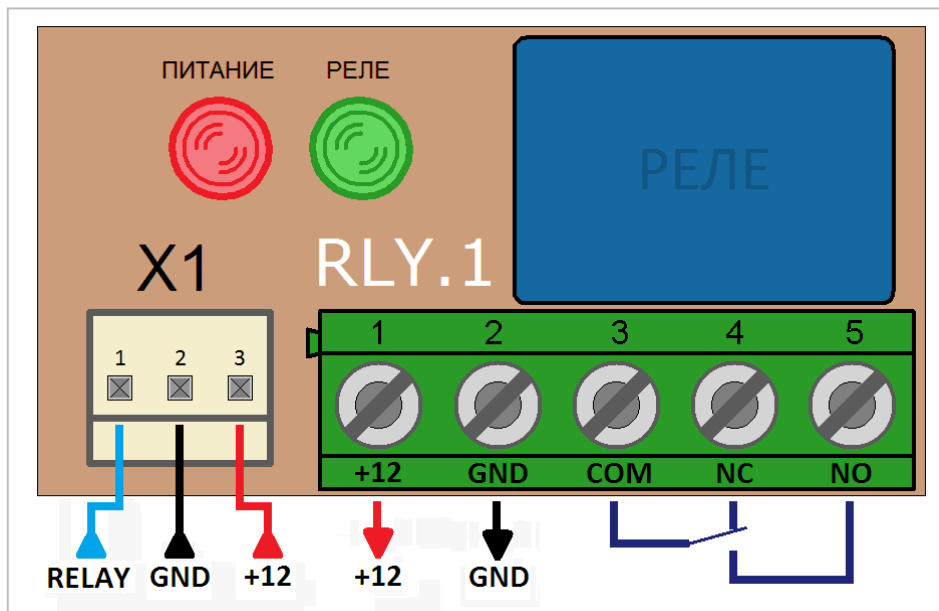 ПИТАНИЕ РЕЛЕ
РЕЛЕ
X1 RLY.1
1 2 3 4 5
1 2 3
+12 GND COM NC NO
RELAY GND +12 +12 GND